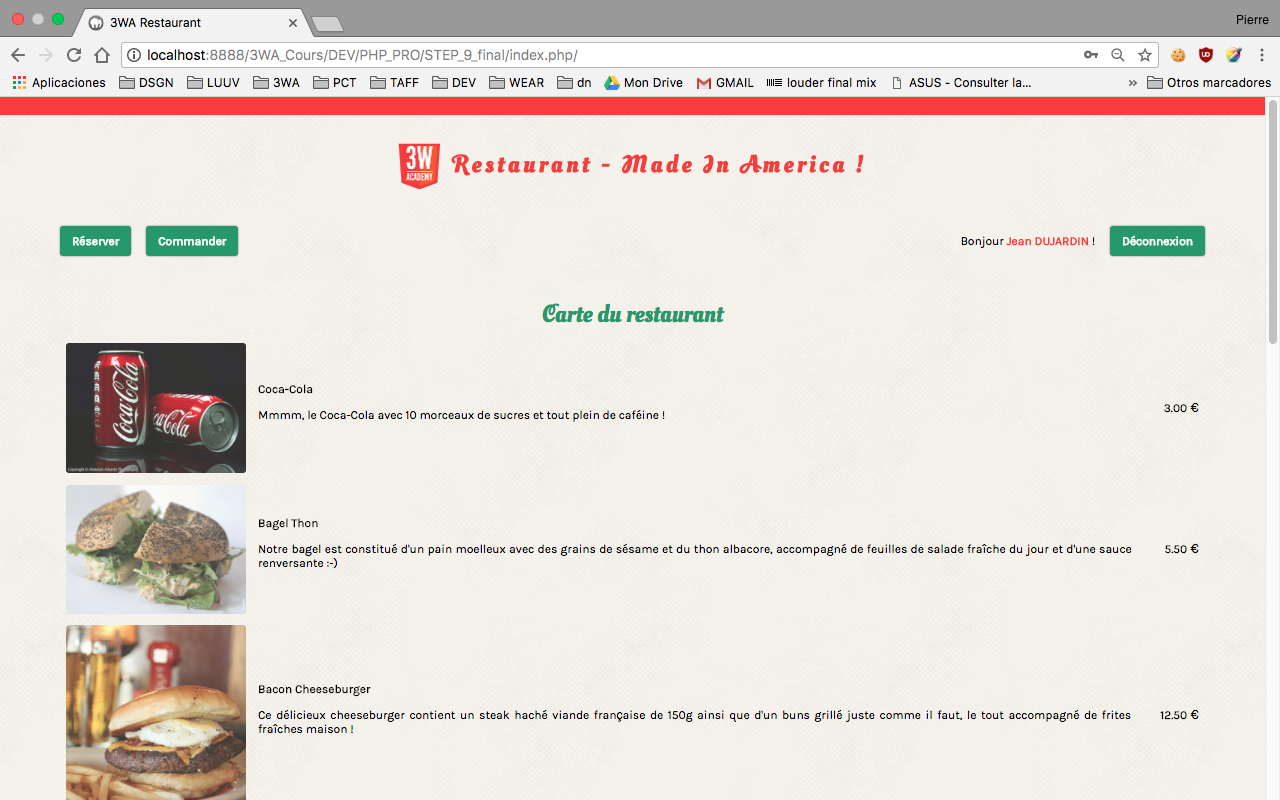 3WA Restaurant
Pierre
localhost:8888/3WA_Cours/DEV/PHP_PRO/STEP_9_final/index.php/
Aplicaciones DSGN LUUV 3WA PCT TAFF DEV WEAR dn Mon Drive GMAIL louder final mix ASUS - Consulter la... » Otros marcadores
3W ACADEMY
Restaurant - Made In America !
Réserver Commander Bonjour Jean DUJARDIN ! Déconnexion
Carte du restaurant
Coca-Cola
Coca-Cola
Coca-Cola
Mmmm, le Coca-Cola avec 10 morceaux de sucres et tout plein de caféine !
3.00 €
Bagel Thon
Notre bagel est constitué d'un pain moelleux avec des grains de sésame et du thon albacore, accompagné de feuilles de salade fraîche du jour et d'une sauce
renversante :-)
5.50 €
Bacon Cheeseburger
Ce délicieux cheeseburger contient un steak haché viande française de 150g ainsi que d'un buns grillé juste comme il faut, le tout accompagné de frites
fraîches maison !
12.50 €